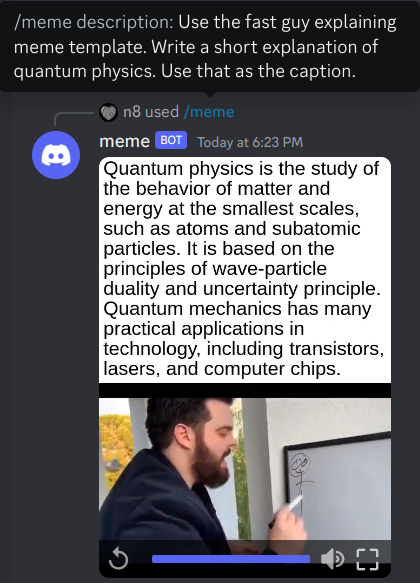 /meme description: Use the fast guy explaining
meme template. Write a short explanation of
quantum physics. Use that as the caption.
n8 used /meme
meme BOT Today at 6:23 PM
Quantum physics is the study of
the behavior of matter and
energy at the smallest scales,
such as atoms and subatomic
particles. It is based on the
principles of wave-particle
duality and uncertainty principle.
Quantum mechanics has many
practical applications in
technology, including transistors,
lasers, and computer chips.